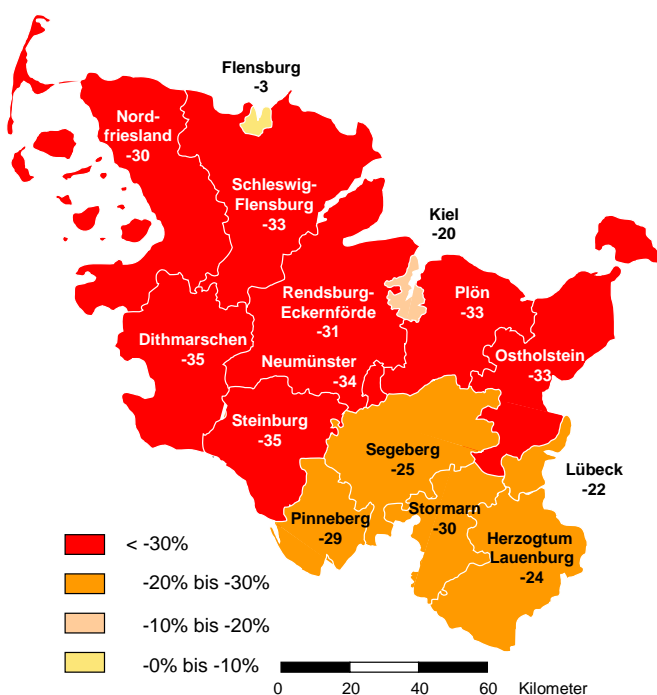 Flensburg
-3
Nord-
friesland
-30
Schleswig-
Flensburg
-33
Kiel
-20
Rendsburg-
Eckernförde
-31
Plön
-33
Dithmarschen
-35
Neumünster
-34
Ostholstein
-33
Steinburg
-35
Segeberg
-25
Lübeck
-22
Pinneberg
-29
Stormarn
-30
Herzogtum
Lauenburg
-24
< -30%
-20% bis -30%
-10% bis -20%
-0% bis -10%
0 20 40 60 Kilometer